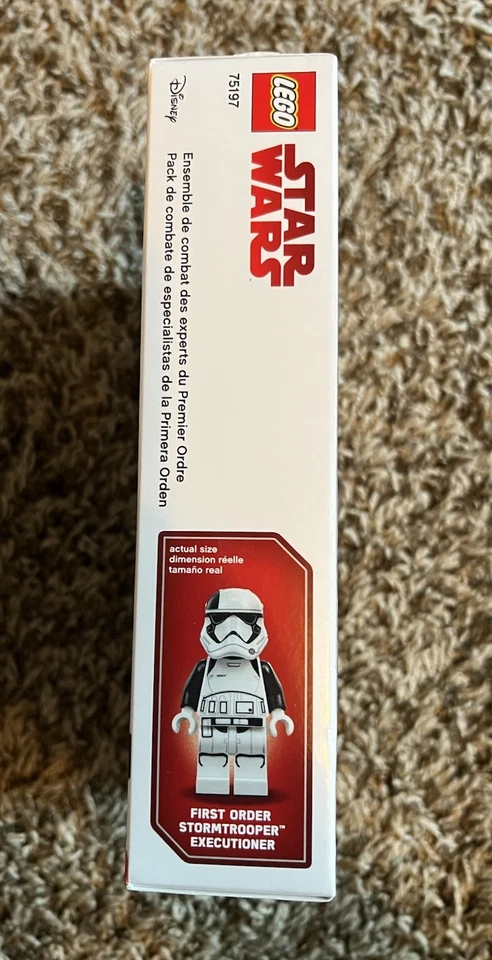 LEGO
STAR
WARS
75197
Disney
Ensemble de combat des experts du Premier Ordre
Pack de combate de especialistas de la Primera Orden
actual size
dimension réelle
tamaño real
FIRST ORDER
STORMTROOPER™
EXECUTIONER